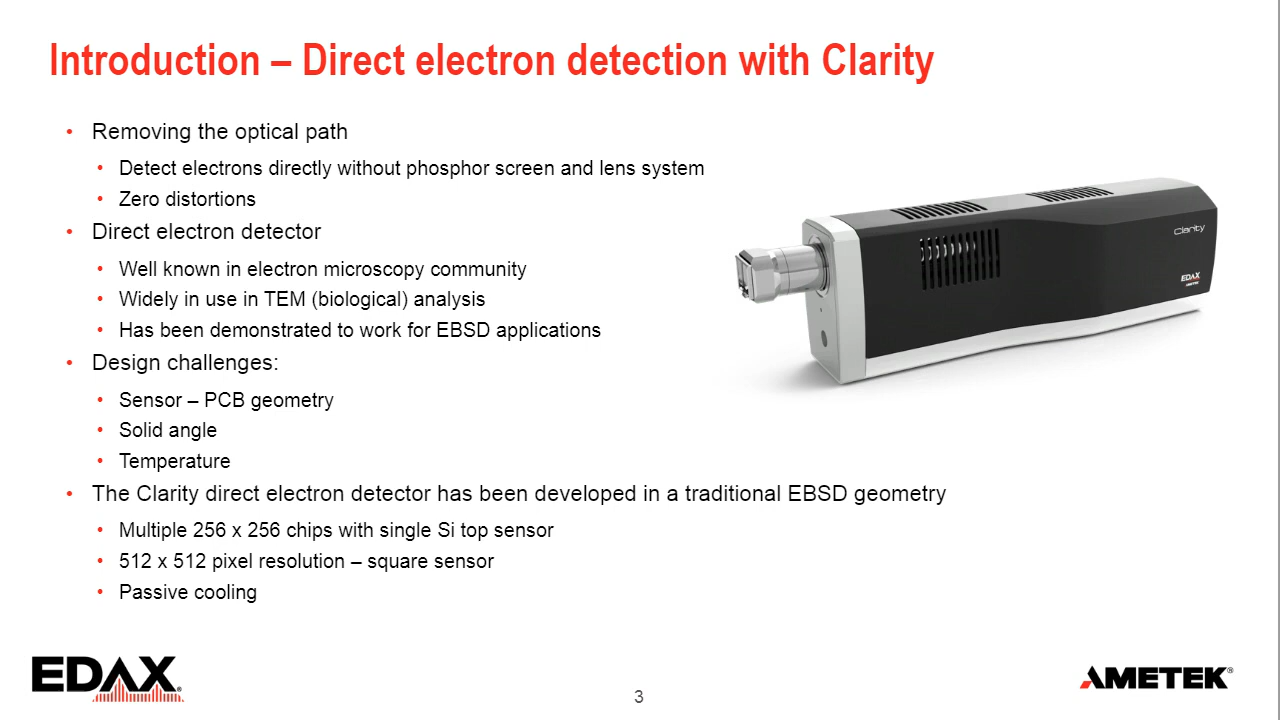 Introduction – Direct electron detection with Clarity
• Removing the optical path
• Detect electrons directly without phosphor screen and lens system
• Zero distortions
• Direct electron detector
• Well known in electron microscopy community
• Widely in use in TEM (biological) analysis
• Has been demonstrated to work for EBSD applications
• Design challenges:
• Sensor – PCB geometry
• Solid angle
• Temperature
• The Clarity direct electron detector has been developed in a traditional EBSD geometry
• Multiple 256 x 256 chips with single Si top sensor
• 512 x 512 pixel resolution – square sensor
• Passive cooling
Clarity
EDAX
AMETEK
EDAX®
3
AMETEK®